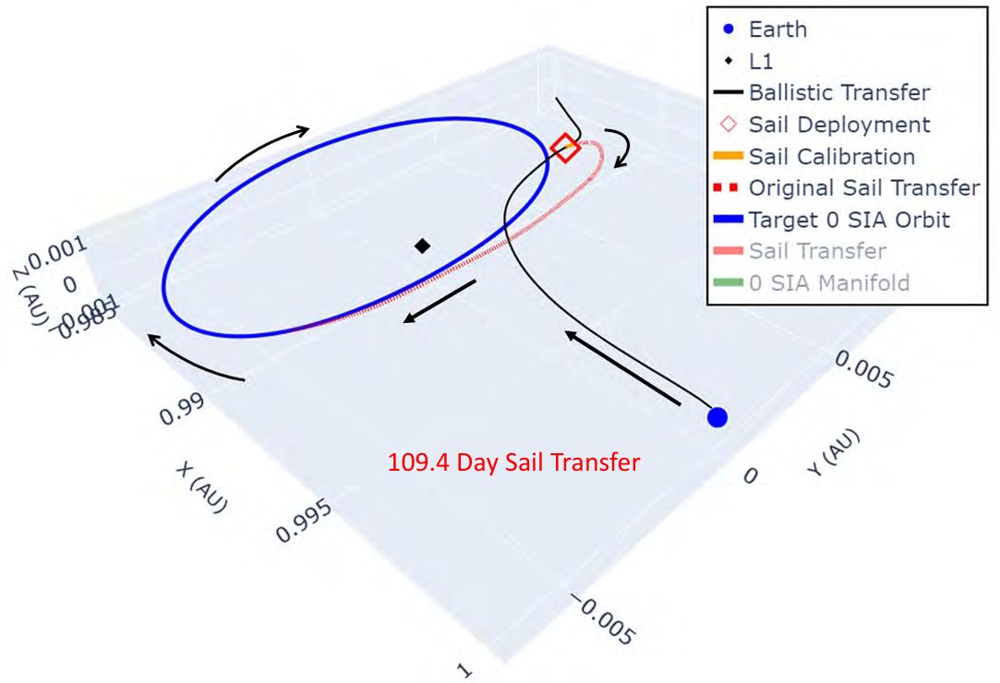 Earth
L1
Ballistic Transfer
Sail Deployment
Sail Calibration
Original Sail Transfer
Target 0 SIA Orbit
Sail Transfer
0 SIA Manifold
0.001
0
−0.001
Z (AU)
0.985
0.99
X (AU)
0.995
1
109.4 Day Sail Transfer
0.005
Y (AU)
0
−0.005